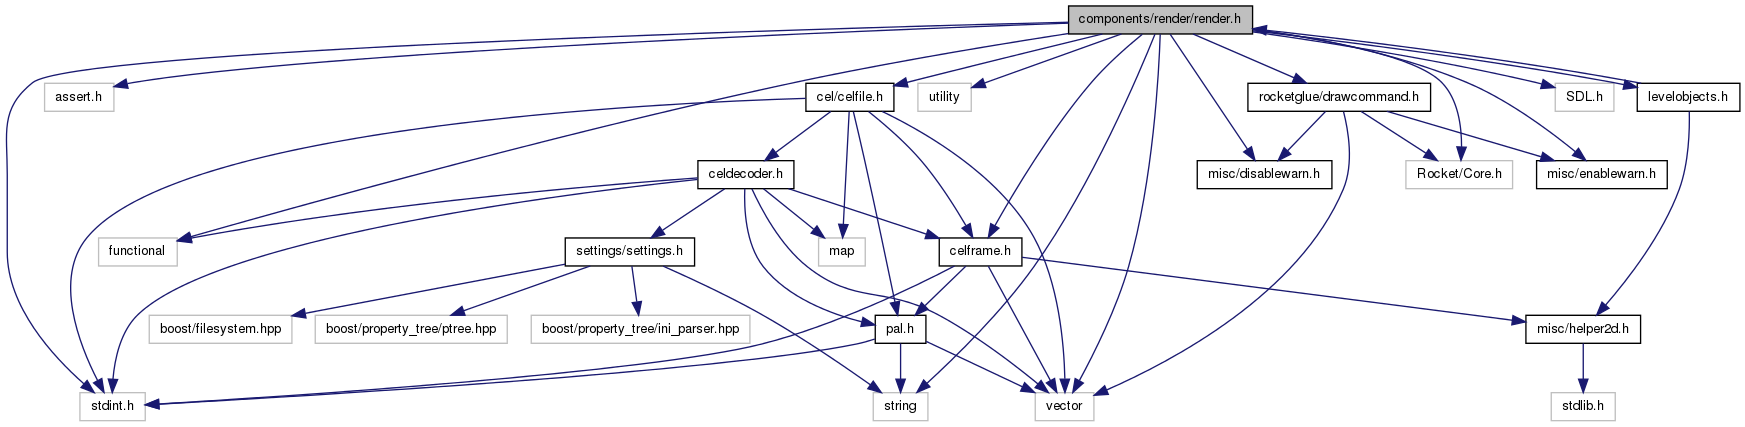 components/render/render.h
assert.h
cel/celfile.h
utility
rocketglue/drawcommand.h
SDL.h
levelobjects.h
celdecoder.h
misc/disablewarn.h
Rocket/Core.h
misc/enablewarn.h
functional
settings/settings.h
map
celframe.h
boost/filesystem.hpp
boost/property_tree/ptree.hpp
boost/property_tree/ini_parser.hpp
pal.h
misc/helper2d.h
stdint.h
string
vector
stdlib.h